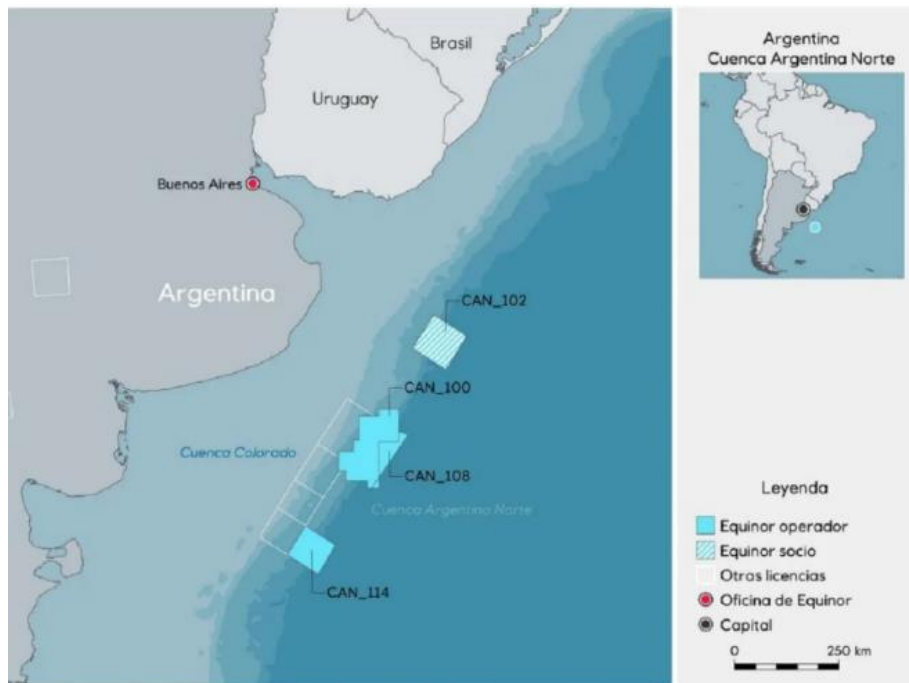 Brasil
Uruguay
Buenos Aires
Argentina
CAN_102
CAN_100
Cuenca Colorado
CAN_108
Cuenca Argentina Norte
CAN_114
Argentina
Cuenca Argentina Norte
Leyenda
Equinor operador
Equinor socio
Otras licencias
Oficina de Equinor
Capital
0 250 km